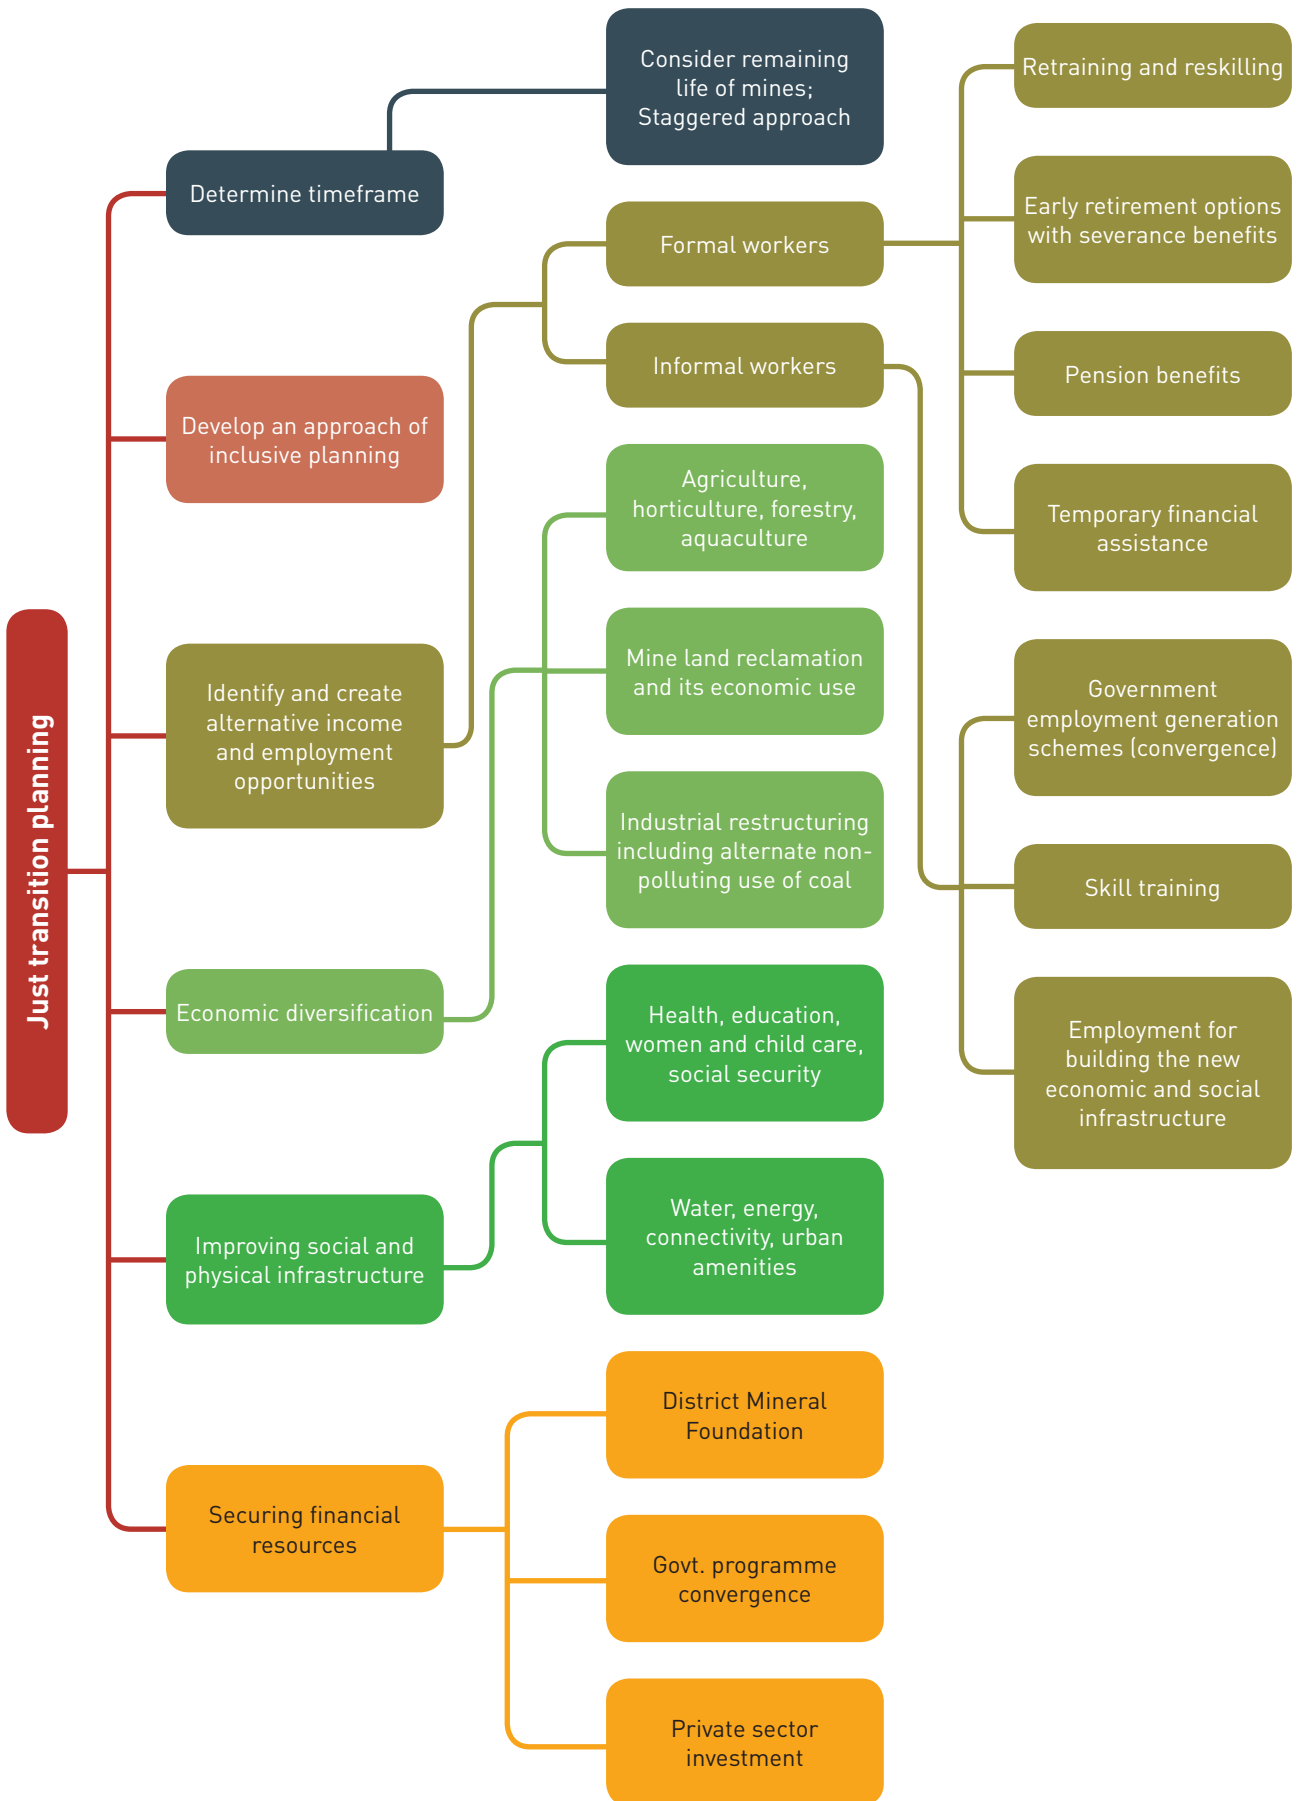 Just transition planning
Determine timeframe
Consider remaining
life of mines;
Staggered approach
Develop an approach of
inclusive planning
Identify and create
alternative income
and employment
opportunities
Formal workers
Retraining and reskilling
Early retirement options
with severance benefits
Pension benefits
Temporary financial
assistance
Informal workers
Government
employment generation
schemes (convergence)
Skill training
Employment for
building the new
economic and social
infrastructure
Economic diversification
Agriculture,
horticulture, forestry,
aquaculture
Mine land reclamation
and its economic use
Industrial restructuring
including alternate non-
polluting use of coal
Improving social and
physical infrastructure
Health, education,
women and child care,
social security
Water, energy,
connectivity, urban
amenities
Securing financial
resources
District Mineral
Foundation
Govt. programme
convergence
Private sector
investment